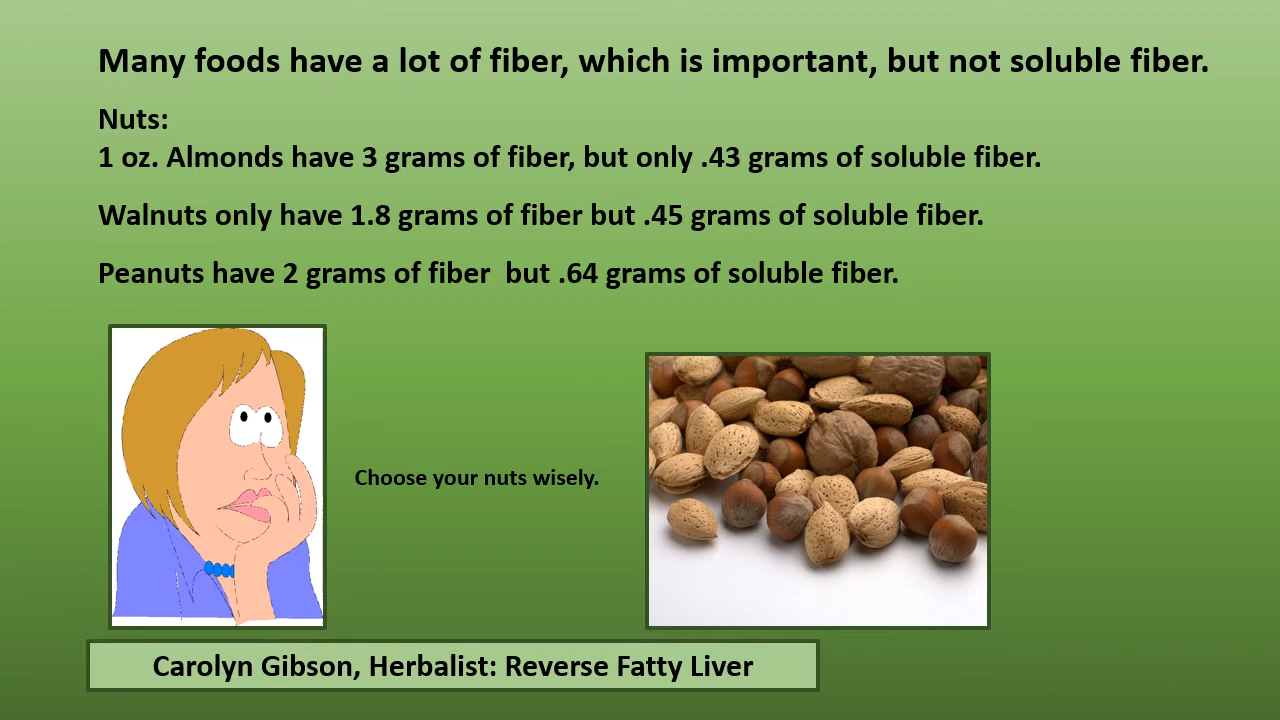 Many foods have a lot of fiber, which is important, but not soluble fiber.
Nuts:
1 oz. Almonds have 3 grams of fiber, but only .43 grams of soluble fiber.
Walnuts only have 1.8 grams of fiber but .45 grams of soluble fiber.
Peanuts have 2 grams of fiber  but .64 grams of soluble fiber.
Choose your nuts wisely.
Carolyn Gibson, Herbalist: Reverse Fatty Liver